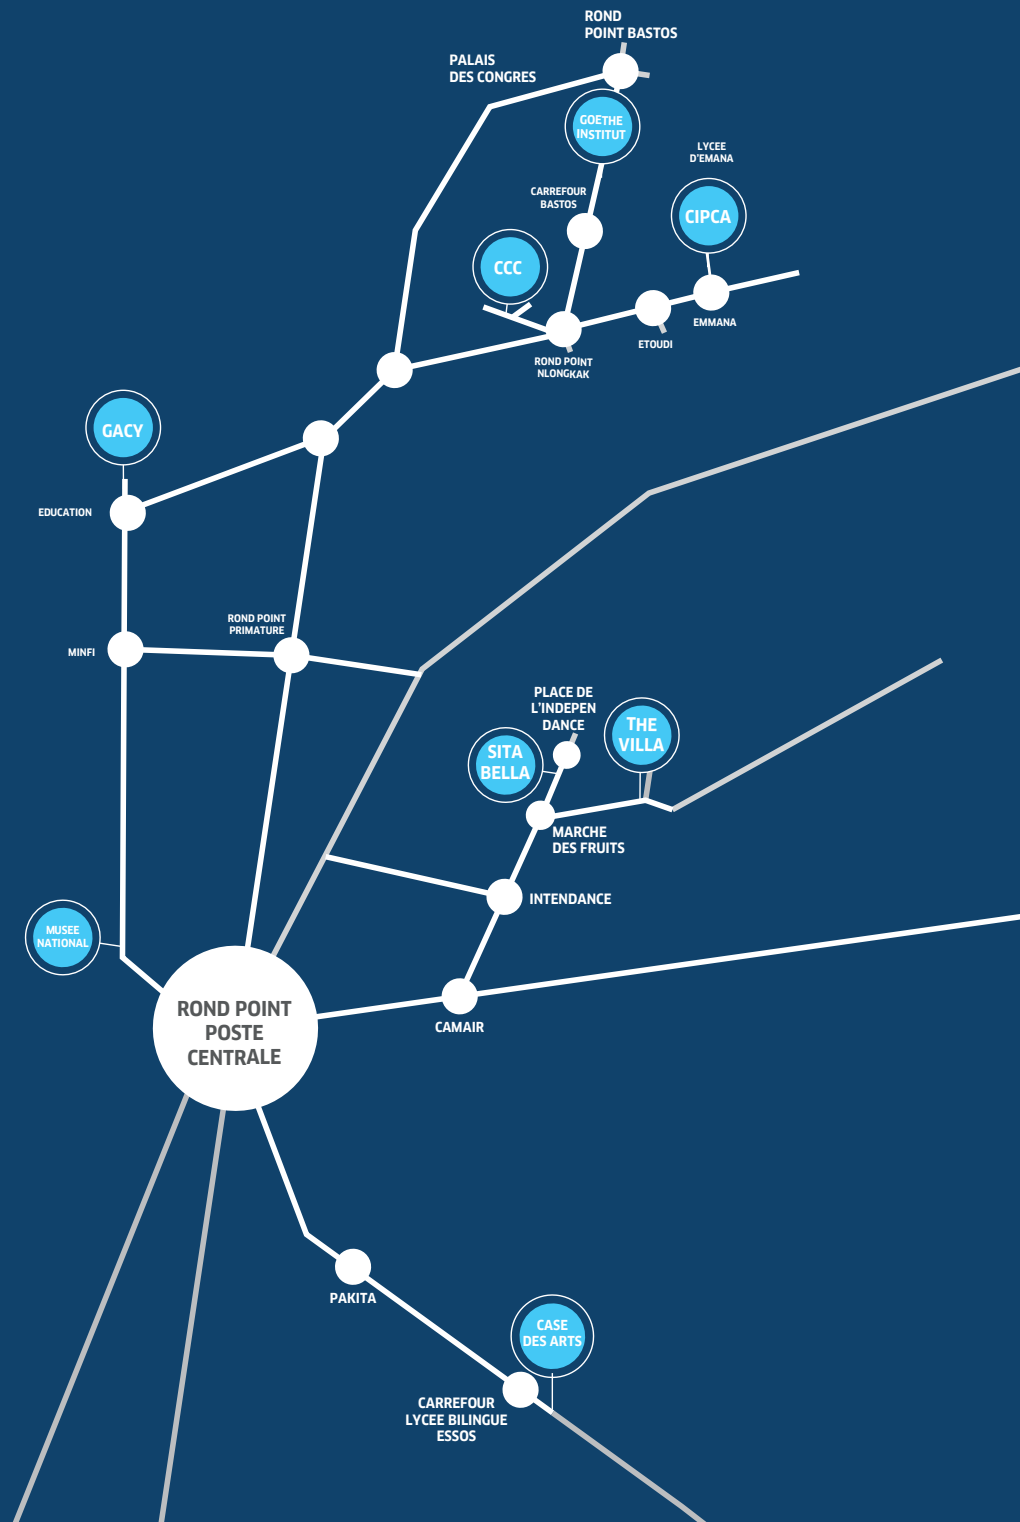 ROND
POINT BASTOS
PALAIS
DES CONGRES
GOETHE
INSTITUT
LYCEE
D'EMANA
CARREFOUR
BASTOS
CIPCA
CCC
EMMANA
ETOUDI
ROND POINT
NLONGKAK
GACY
EDUCATION
ROND POINT
PRIMATURE
MINFI
PLACE DE
L'INDEPEN
DANCE
THE
VILLA
SITA
BELLA
MARCHE
DES FRUITS
INTENDANCE
MUSEE
NATIONAL
ROND POINT
POSTE
CENTRALE
CAMAIR
PAKITA
CASE
DES ARTS
CARREFOUR
LYCEE BILINGUE
ESSOS